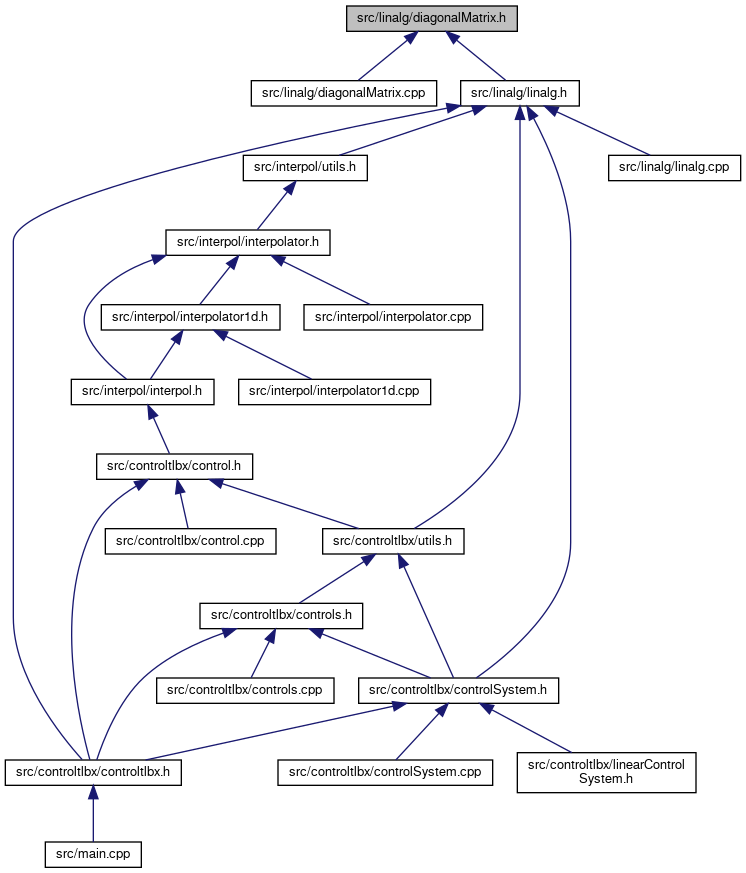 src/linalg/diagonalMatrix.h
src/linalg/diagonalMatrix.cpp
src/linalg/linalg.h
src/interpol/utils.h
src/linalg/linalg.cpp
src/interpol/interpolator.h
src/interpol/interpolator1d.h
src/interpol/interpolator.cpp
src/interpol/interpol.h
src/interpol/interpolator1d.cpp
src/controltlbx/control.h
src/controltlbx/control.cpp
src/controltlbx/utils.h
src/controltlbx/controls.h
src/controltlbx/controls.cpp
src/controltlbx/controlSystem.h
src/controltlbx/controltlbx.h
src/controltlbx/controlSystem.cpp
src/controltlbx/linearControl
System.h
src/main.cpp